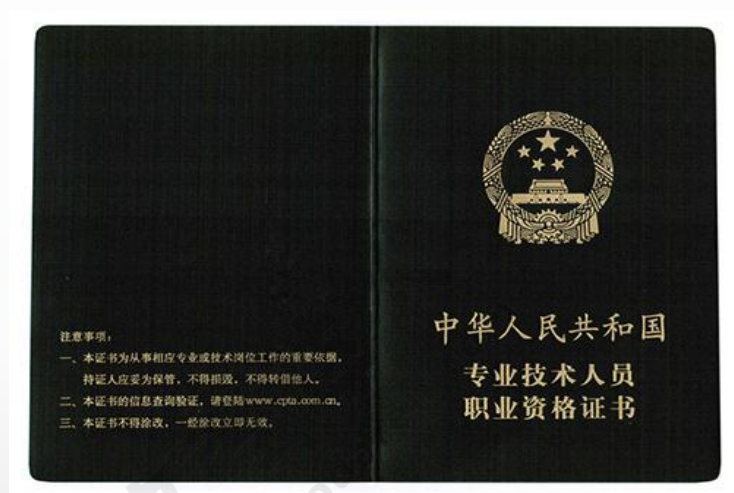 注意事项：
一、本证书为从事相应专业或技术岗位工作的重要依据，
持证人应妥为保管，不得损毁，不得转借他人。
二、本证书的信息查询验证，请登陆www.cpta.com.cn。
三、本证书不得涂改，一经涂改立即无效。
中华人民共和国
专业技术人员
职业资格证书